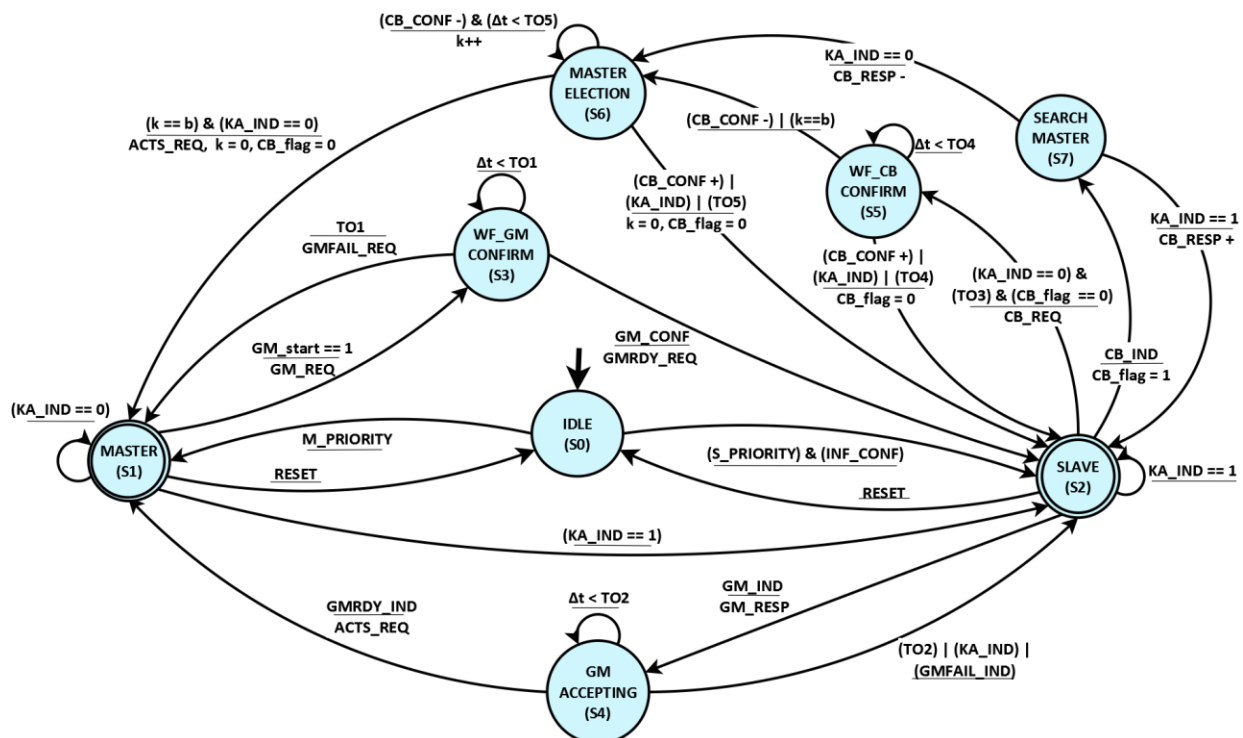 (CB_CONF -) & (Δt < TO5)
k++
KA_IND == 0
CB_RESP -
MASTER
ELECTION
(S6)
(k == b) & (KA_IND == 0)
ACTS_REQ, k = 0, CB_flag = 0
(CB_CONF -) | (k==b)
SEARCH
MASTER
(S7)
Δt < TO4
WF_CB
CONFIRM
(S5)
Δt < TO1
(CB_CONF +) |
(KA_IND) | (TO5)
k = 0, CB_flag = 0
KA_IND == 1
CB_RESP +
TO1
GMFAIL_REQ
WF_GM
CONFIRM
(S3)
(CB_CONF +) |
(KA_IND) | (TO4)
CB_flag = 0
(KA_IND == 0) &
(TO3) & (CB_flag == 0)
CB_REQ
GM_start == 1
GM_REQ
GM_CONF
GMRDY_REQ
CB_IND
CB_flag = 1
(KA_IND == 0)
MASTER
(S1)
M_PRIORITY
RESET
IDLE
(S0)
(S_PRIORITY) & (INF_CONF)
RESET
SLAVE
(S2)
KA_IND == 1
(KA_IND == 1)
GMRDY_IND
ACTS_REQ
Δt < TO2
GM_IND
GM_RESP
GM
ACCEPTING
(S4)
(TO2) | (KA_IND) |
(GMFAIL_IND)